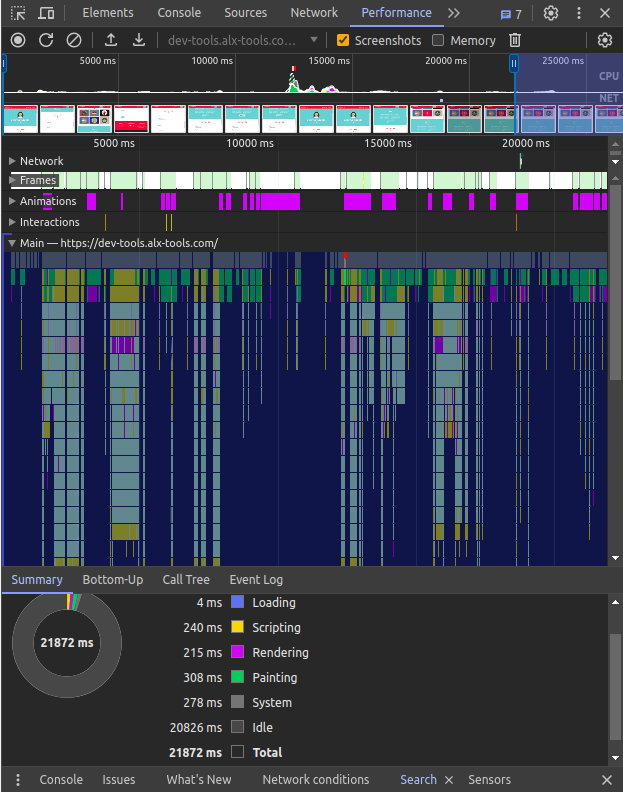 Elements Console Sources Network Performance 7
dev-tools.alx-tools.co... Screenshots Memory
5000 ms 10000 ms 15000 ms 20000 ms 25000 ms
CPU
NET
5000 ms 10000 ms 15000 ms 20000 ms
Network
Frames
Animations
Interactions
Main — https://dev-tools.alx-tools.com/
Summary Bottom-Up Call Tree Event Log
21872 ms
4 ms Loading
240 ms Scripting
215 ms Rendering
308 ms Painting
278 ms System
20826 ms Idle
21872 ms Total
Console Issues What's New Network conditions Search Sensors